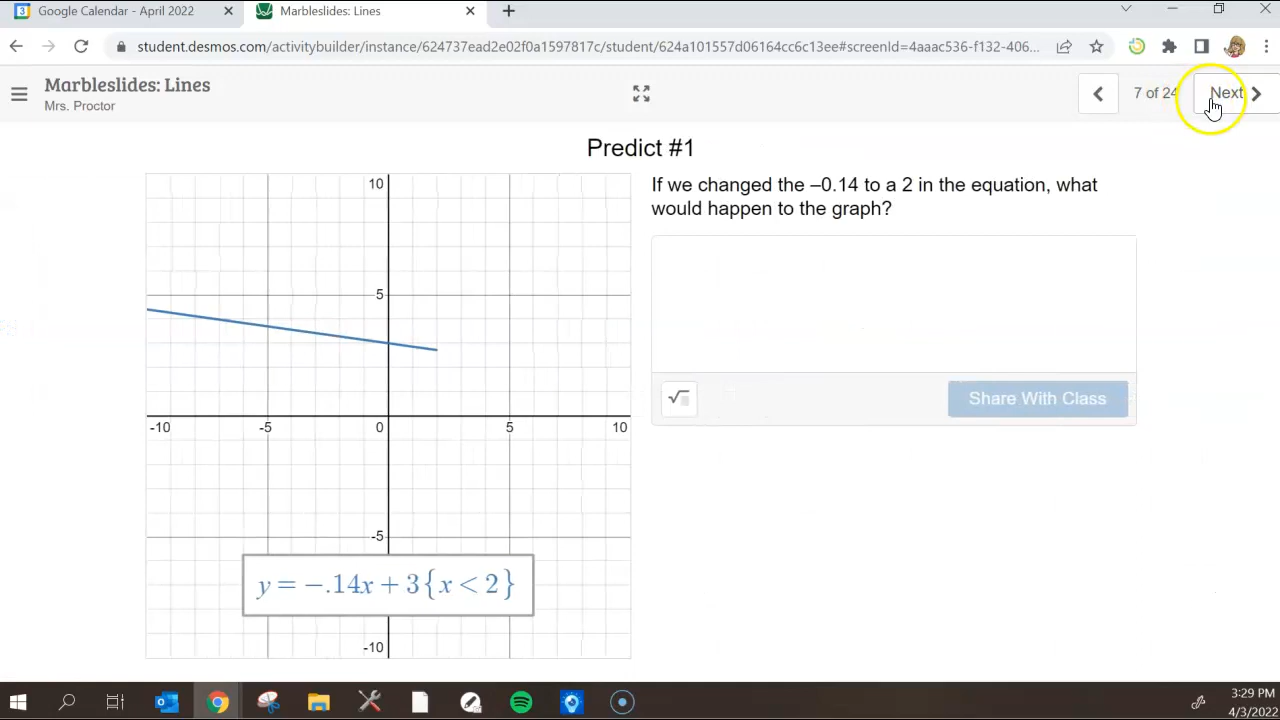 Google Calendar - April 2022
Marbleslides: Lines
student.desmos.com/activitybuilder/instance/624737ead2e02f0a1597817c/student/624a101557d06164cc6c13ee#screenId=4aaac536-f132-406...
Marbleslides: Lines
Mrs. Proctor
7 of 24
Next
Predict #1
If we changed the –0.14 to a 2 in the equation, what
would happen to the graph?
10
5
-10 -5 0 5 10
-5
-10
y = −.14x + 3{x < 2}
√
Share With Class
3:29 PM
4/3/2022